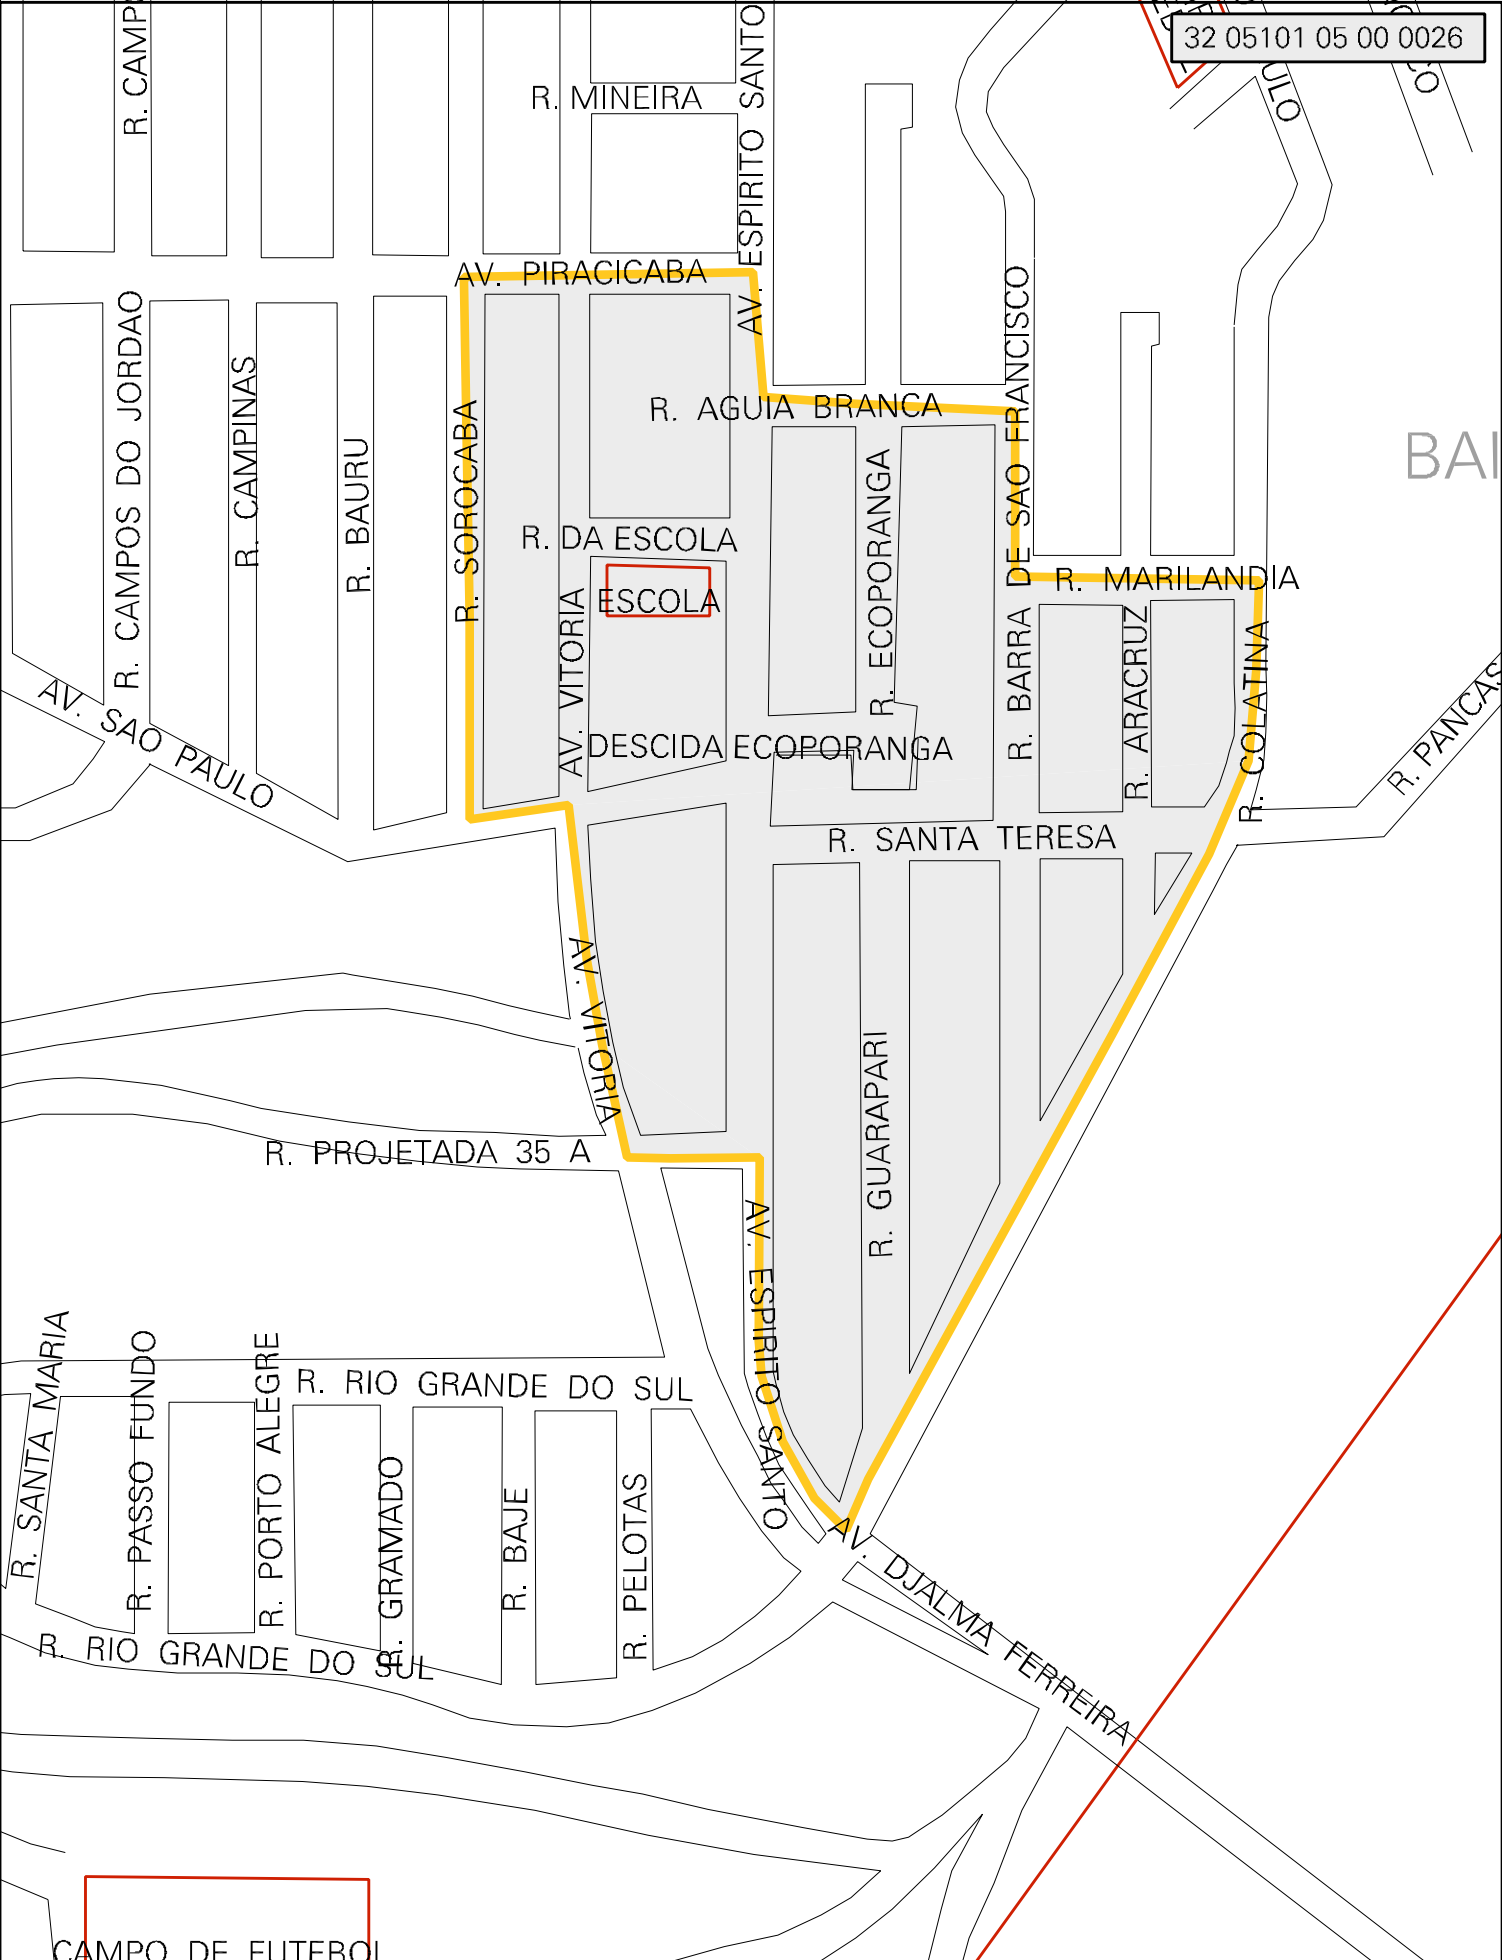 32 05101 05 00 0026
R. MINEIRA
AV. ESPIRITO SANTO
AV. PIRACICABA
R. CAMPOS DO JORDAO
R. CAMPINAS
R. BAURU
R. SOROCABA
R. AGUIA BRANCA
R. BARRA DE SAO FRANCISCO
BAI
R. DA ESCOLA
ESCOLA
AV. VITORIA
R. ECOPORANGA
R. MARILANDIA
R. ARACRUZ
R. COLATINA
R. PANCAS
AV. SAO PAULO
DESCIDA ECOPORANGA
R. SANTA TERESA
AV. VITORIA
R. GUARAPARI
R. PROJETADA 35 A
AV. ESPIRITO SANTO
R. SANTA MARIA
R. PASSO FUNDO
R. PORTO ALEGRE
R. RIO GRANDE DO SUL
R. GRAMADO
R. BAJE
R. PELOTAS
AV. DJALMA FERREIRA
R. RIO GRANDE DO SUL
CAMPO DE FUTEBOL